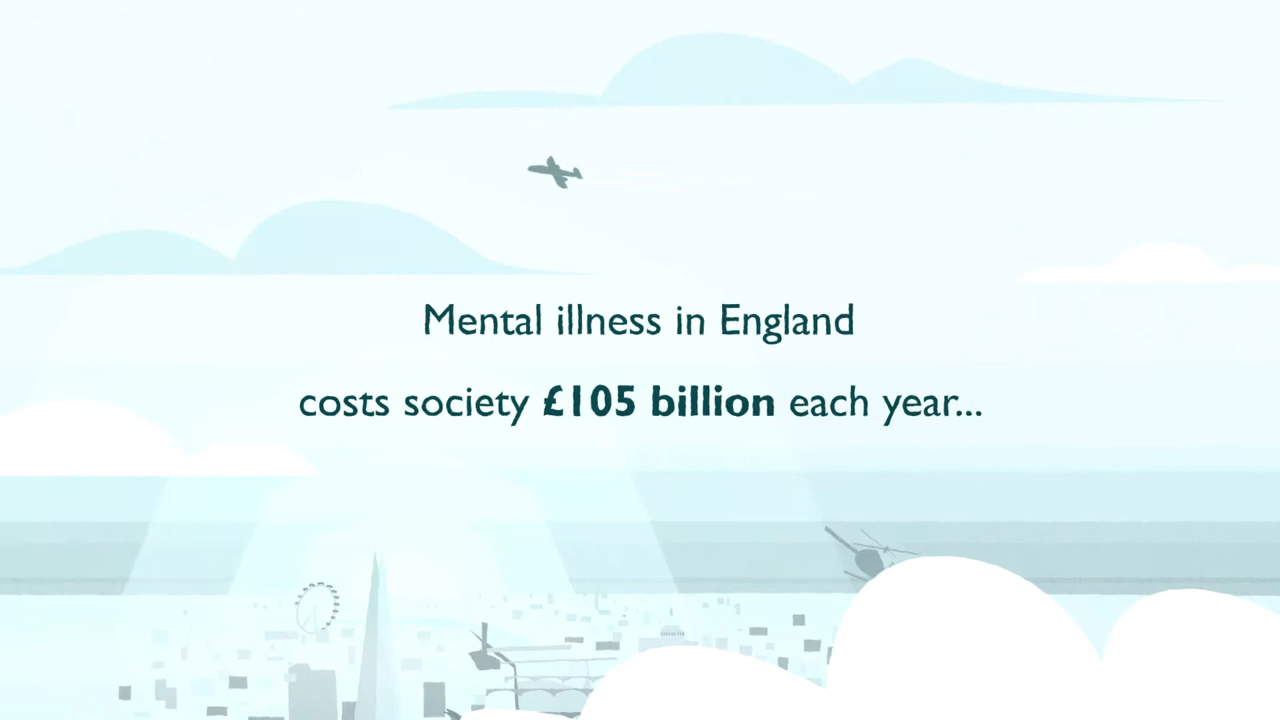 Mental illness in England
costs society £105 billion each year...